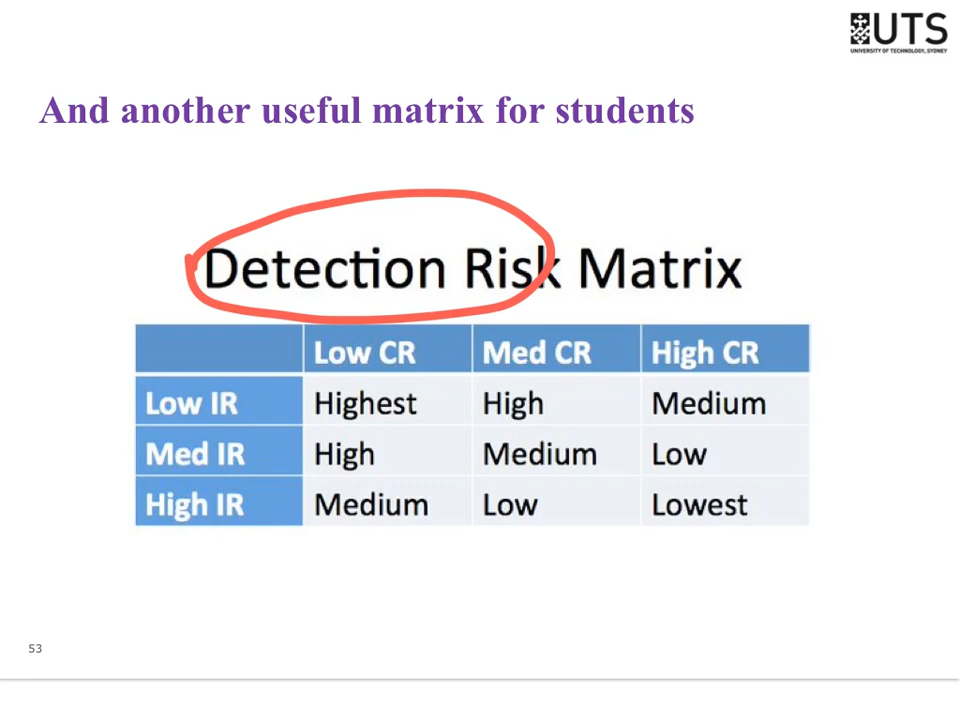 UTS
UNIVERSITY OF TECHNOLOGY, SYDNEY
And another useful matrix for students
Detection Risk Matrix
Low CR Med CR High CR
Low IR Highest High Medium
Med IR High Medium Low
High IR Medium Low Lowest
53